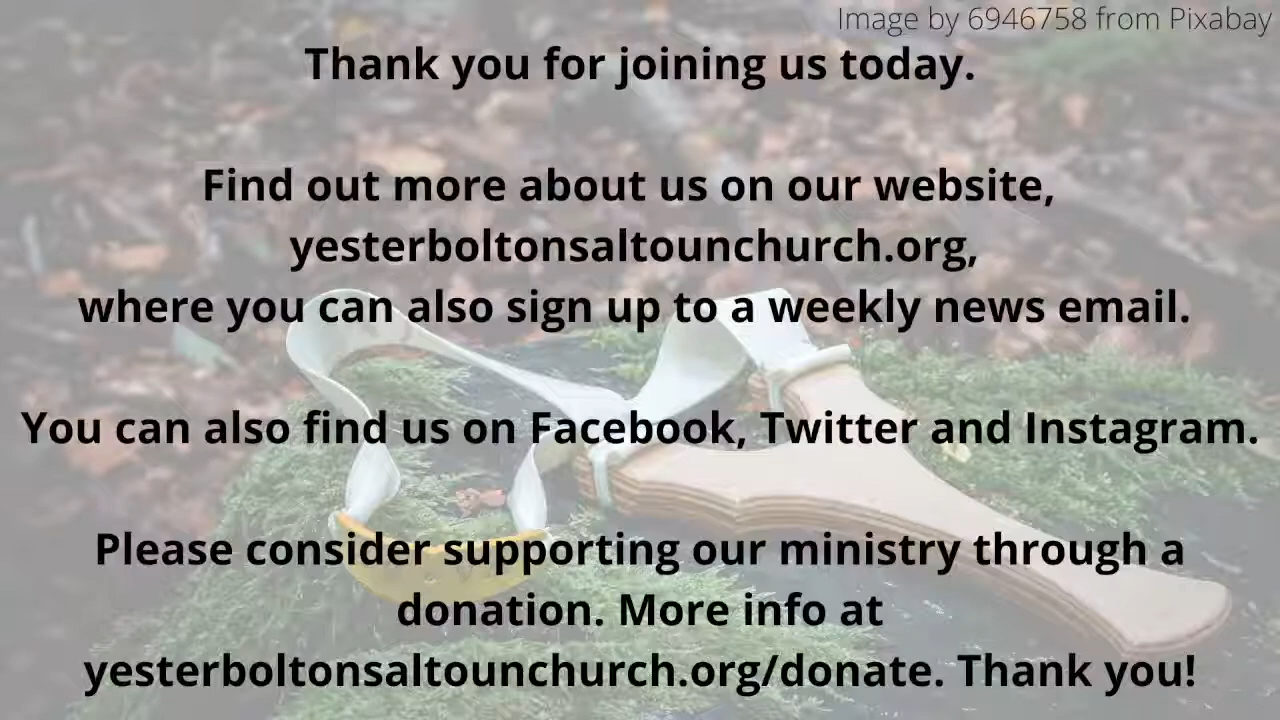 Image by 6946758 from Pixabay
Thank you for joining us today.
Find out more about us on our website,
yesterboltonsaltounchurch.org,
where you can also sign up to a weekly news email.
You can also find us on Facebook, Twitter and Instagram.
Please consider supporting our ministry through a
donation. More info at
yesterboltonsaltounchurch.org/donate. Thank you!